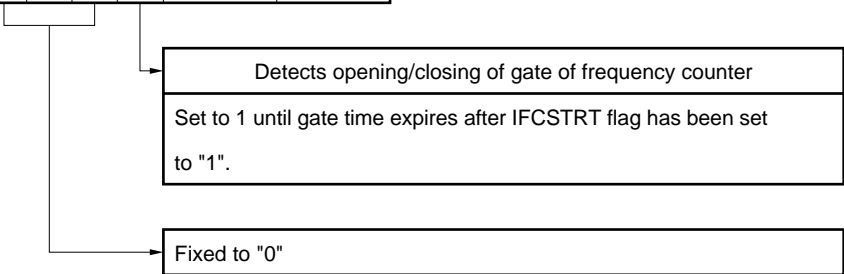 Detects opening/closing of gate of frequency counter
Set to 1 until gate time expires after IFCSTRT flag has been set
to "1".
Fixed to "0"